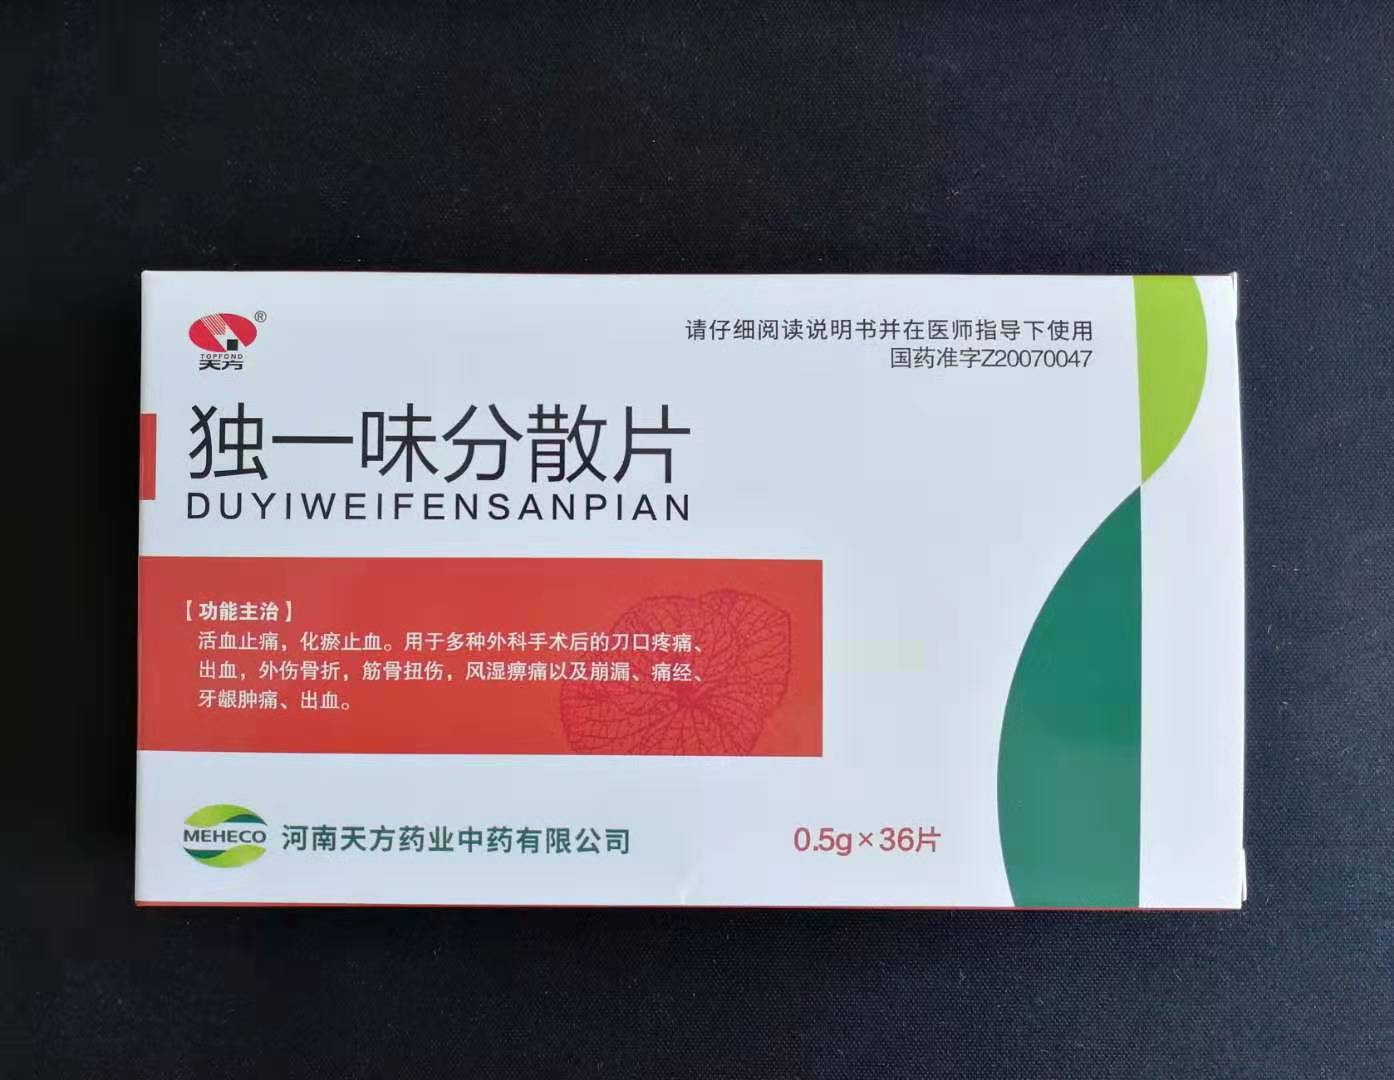 ®
TOPFOND
天方
请仔细阅读说明书并在医师指导下使用
国药准字Z20070047
独一味分散片
DUYIWEIFENSANPIAN
【功能主治】
活血止痛，化瘀止血。用于多种外科手术后的刀口疼痛、
出血，外伤骨折，筋骨扭伤，风湿痹痛以及崩漏、痛经、
牙龈肿痛、出血。
MEHECO 河南天方药业中药有限公司
0.5g×36片